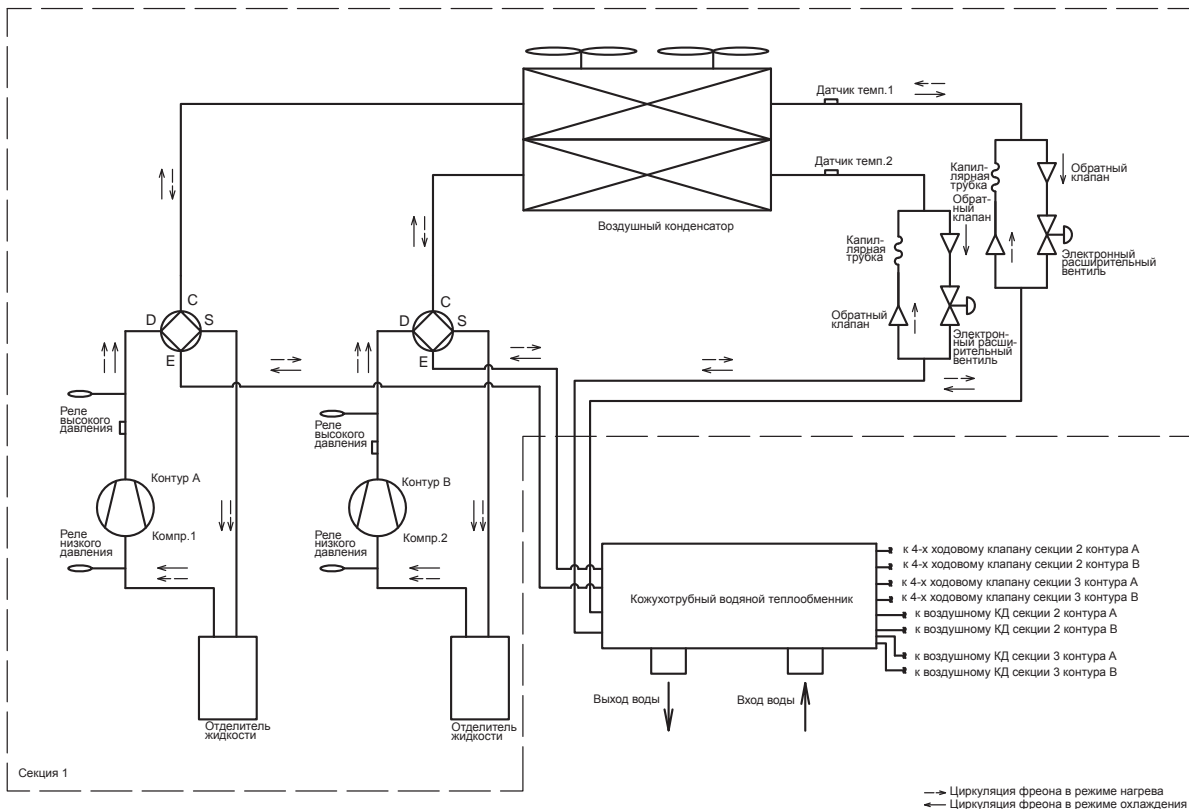 Датчик темп.1
Датчик темп.2
Воздушный конденсатор
Капил-
лярная
трубка
Обрат-
ный
клапан
Обратный
клапан
Электронный
расширительный
вентиль
Капил-
лярная
трубка
Обратный
клапан
Электрон-
ный расши-
рительный
вентиль
C
D
S
E
C
D
S
E
Реле
высокого
давления
Контур А
Реле
низкого
давления
Компр.1
Реле
высокого
давления
Контур В
Реле
низкого
давления
Компр.2
Отделитель
жидкости
Отделитель
жидкости
Кожухотрубный водяной теплообменник
к 4-х ходовому клапану секции 2 контура А
к 4-х ходовому клапану секции 2 контура В
к 4-х ходовому клапану секции 3 контура А
к 4-х ходовому клапану секции 3 контура В
к воздушному КД секции 2 контура А
к воздушному КД секции 2 контура В
к воздушному КД секции 3 контура А
к воздушному КД секции 3 контура В
Выход воды
Вход воды
Секция 1
Циркуляция фреона в режиме нагрева
Циркуляция фреона в режиме охлаждения